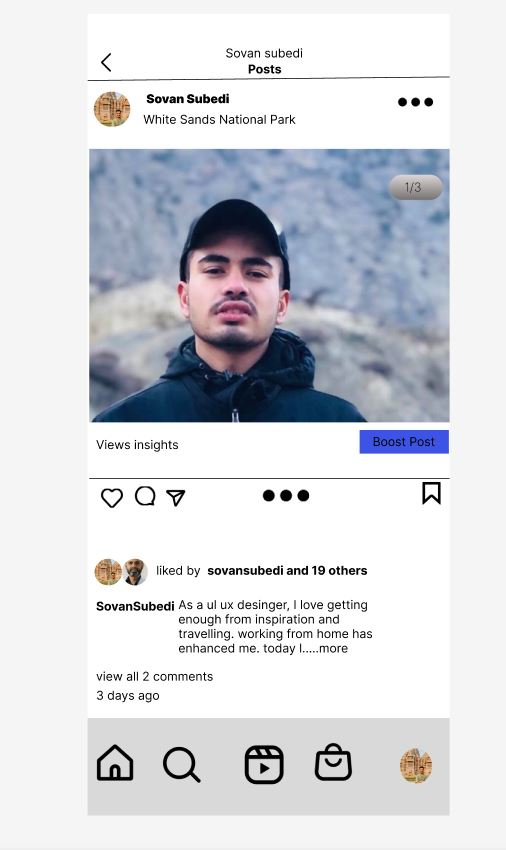 Sovan subedi
Posts
Sovan Subedi
White Sands National Park
1/3
Views insights
Boost Post
liked by sovansubedi and 19 others
SovanSubedi As a ul ux desinger, I love getting
enough from inspiration and
travelling. working from home has
enhanced me. today I.....more
view all 2 comments
3 days ago